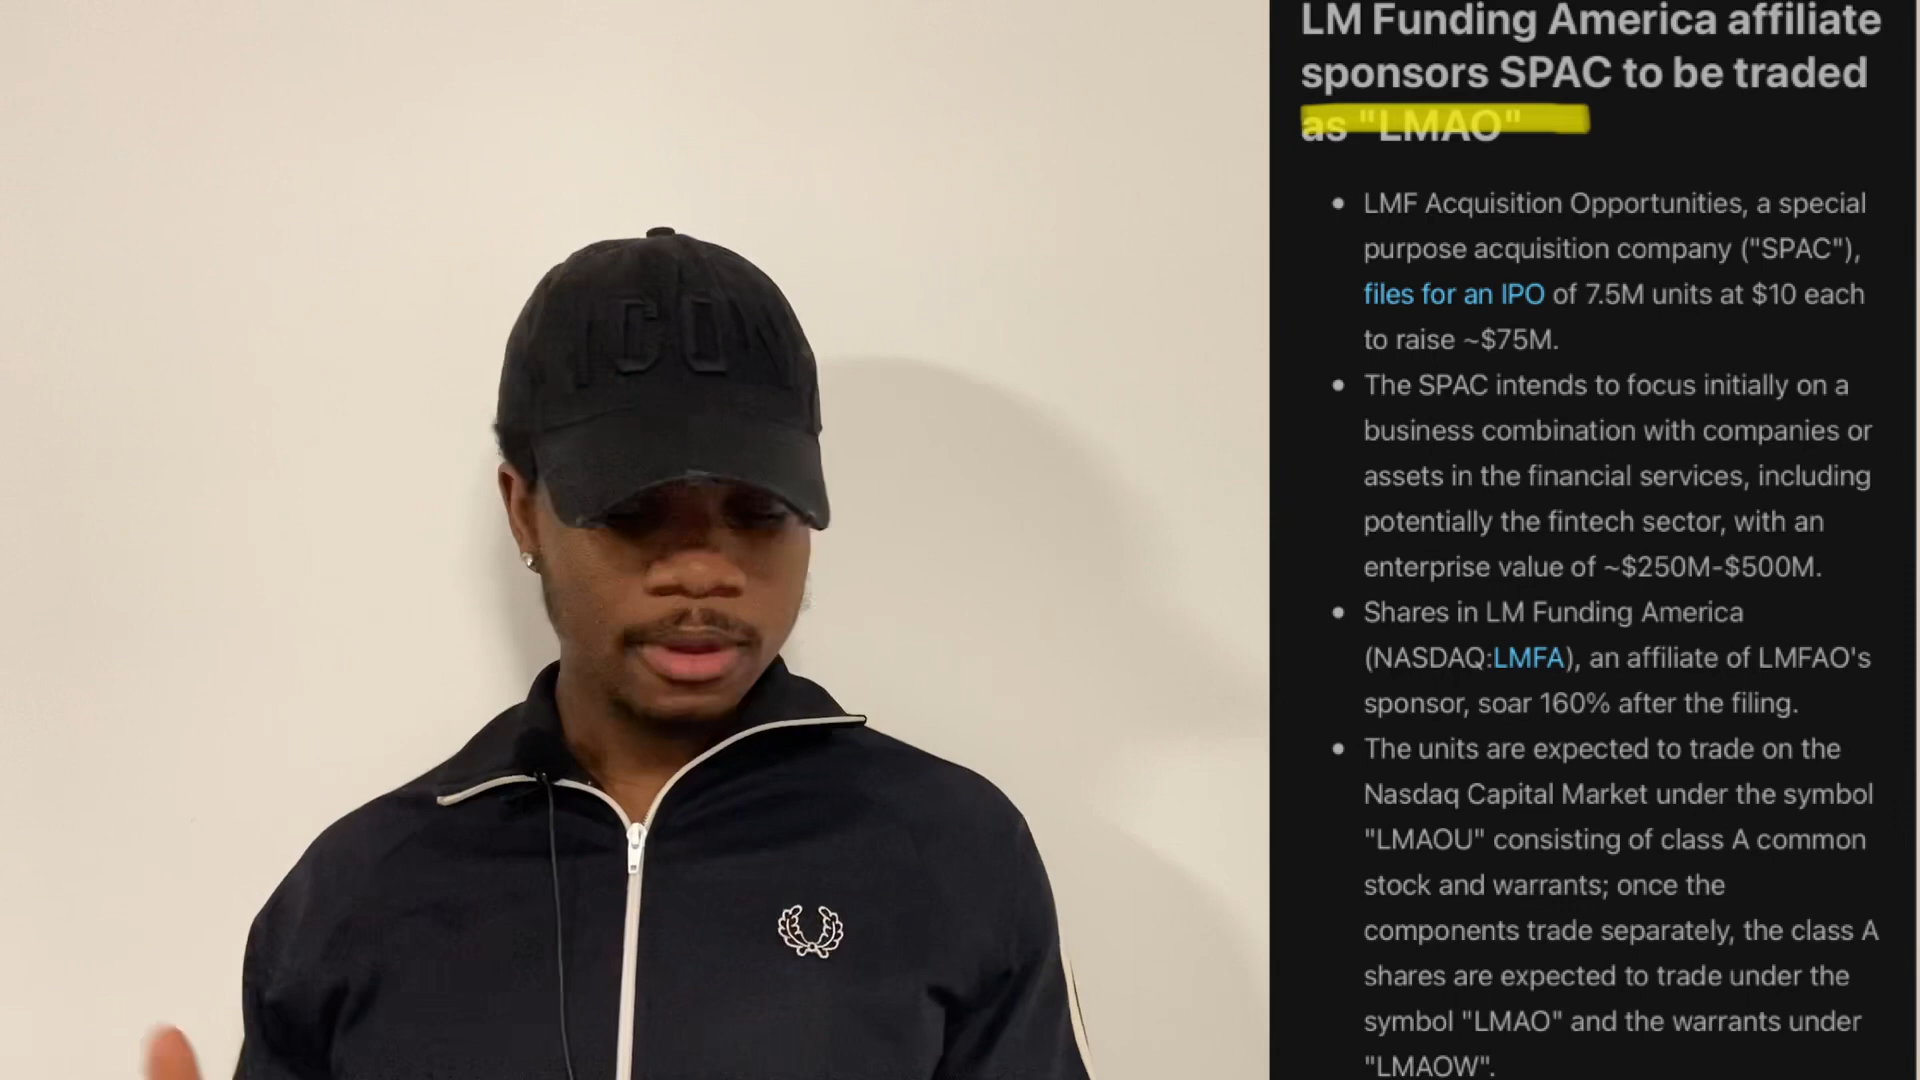 LM Funding America affiliate
sponsors SPAC to be traded
as "LMAO"
LMF Acquisition Opportunities, a special
purpose acquisition company ("SPAC"),
files for an IPO of 7.5M units at $10 each
to raise ~$75M.
The SPAC intends to focus initially on a
business combination with companies or
assets in the financial services, including
potentially the fintech sector, with an
enterprise value of ~$250M-$500M.
Shares in LM Funding America
(NASDAQ:LMFA), an affiliate of LMFAO's
sponsor, soar 160% after the filing.
The units are expected to trade on the
Nasdaq Capital Market under the symbol
"LMAOU" consisting of class A common
stock and warrants; once the
components trade separately, the class A
shares are expected to trade under the
symbol "LMAO" and the warrants under
"LMAOW".
ICON